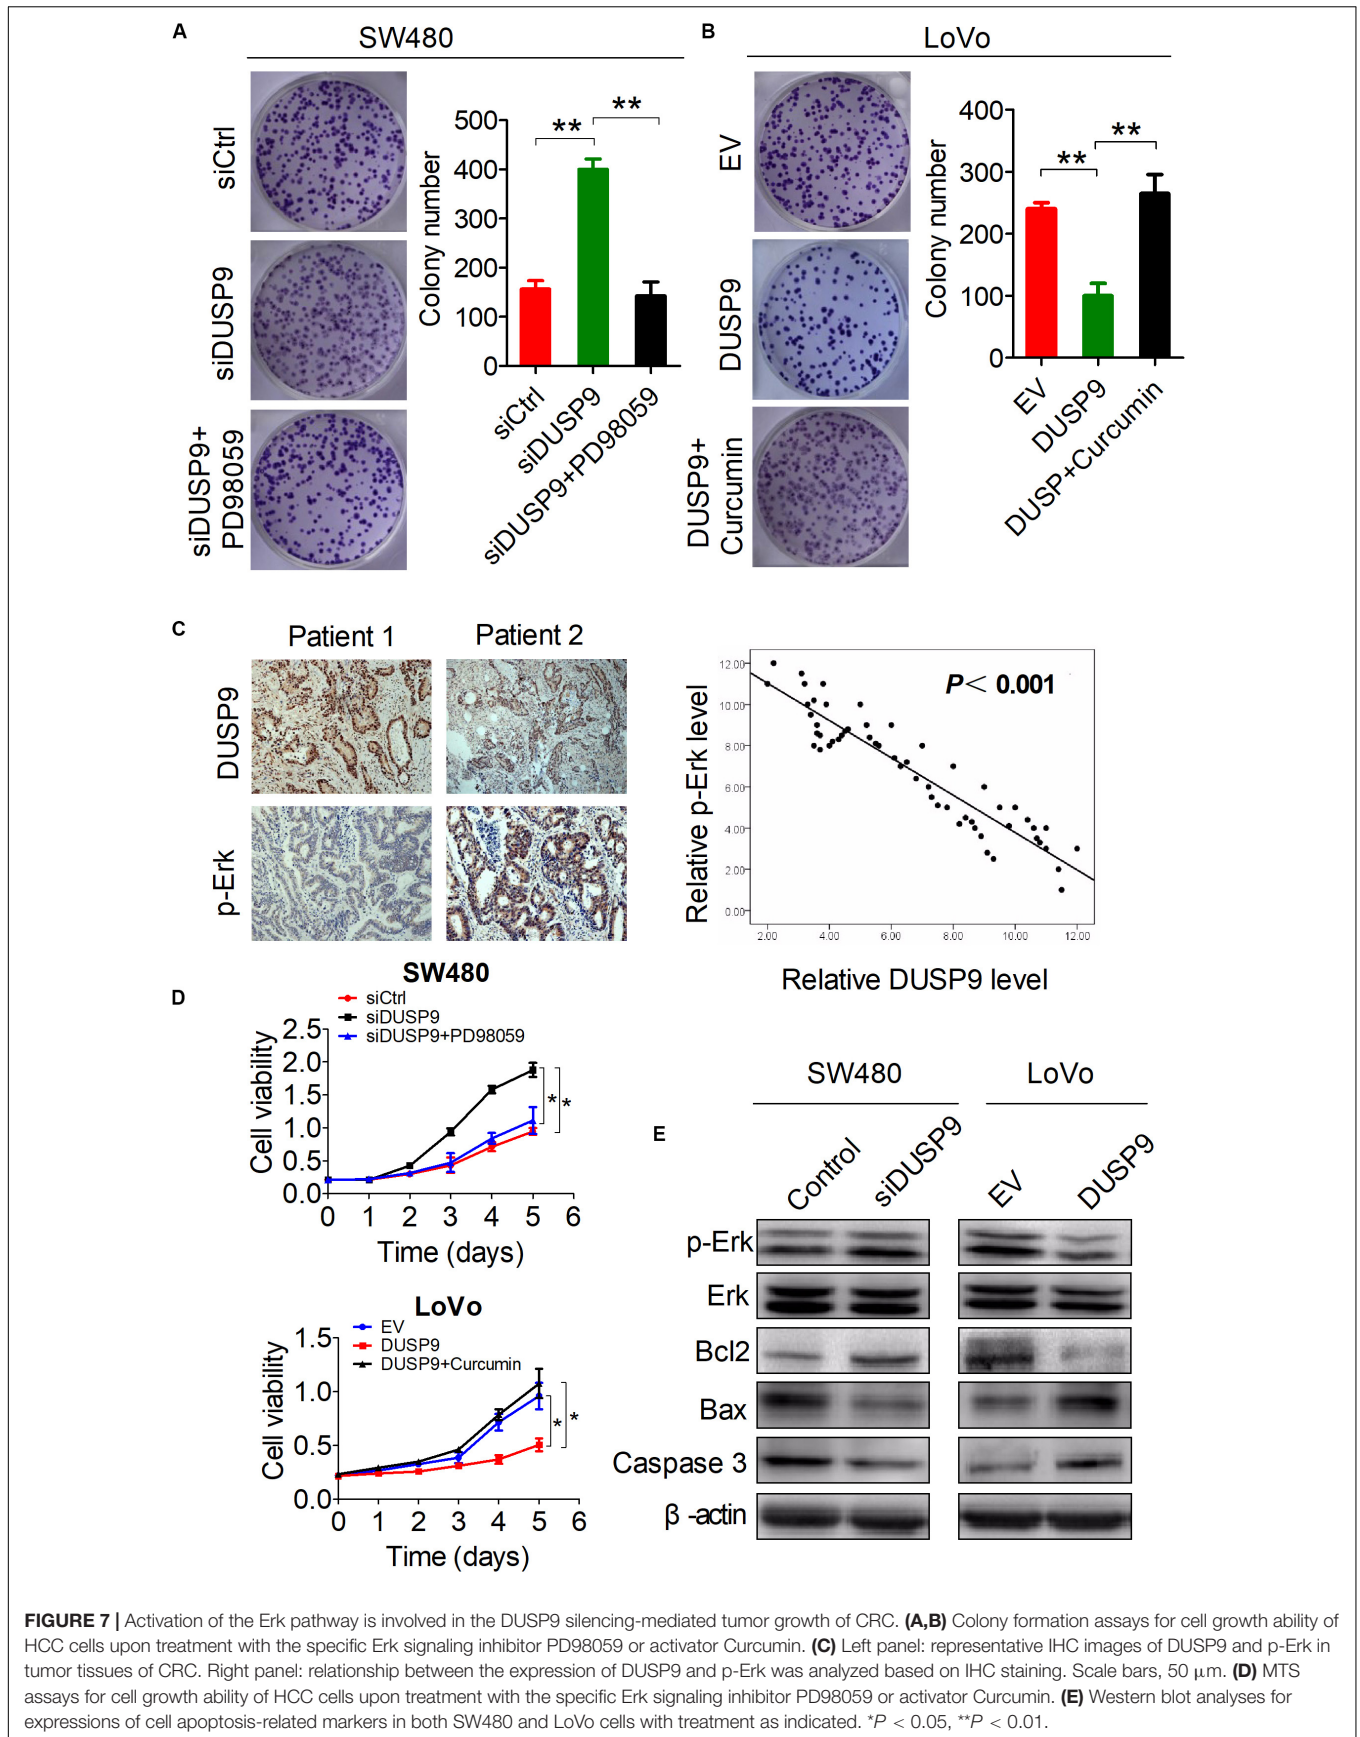 A
SW480
siCtrl
siDUSP9
siDUSP9+
PD98059
Colony number
500
400
300
200
100
0
**
**
siCtrl
siDUSP9
siDUSP9+PD98059
B
LoVo
EV
DUSP9
DUSP9+
Curcumin
Colony number
400
300
200
100
0
**
**
EV
DUSP9
DUSP+Curcumin
C
Patient 1
Patient 2
DUSP9
p-Erk
Relative p-Erk level
12.00
10.00
8.00
6.00
4.00
2.00
0.00
P< 0.001
2.00 4.00 6.00 8.00 10.00 12.00
Relative DUSP9 level
D
SW480
siCtrl
siDUSP9
siDUSP9+PD98059
Cell viability
2.5
2.0
1.5
1.0
0.5
0.0
* *
0 1 2 3 4 5 6
Time (days)
LoVo
EV
DUSP9
DUSP9+Curcumin
Cell viability
1.5
1.0
0.5
0.0
* *
0 1 2 3 4 5 6
Time (days)
E
SW480
LoVo
Control
siDUSP9
EV
DUSP9
p-Erk
Erk
Bcl2
Bax
Caspase 3
β -actin
FIGURE 7 | Activation of the Erk pathway is involved in the DUSP9 silencing-mediated tumor growth of CRC. (A,B) Colony formation assays for cell growth ability of
HCC cells upon treatment with the specific Erk signaling inhibitor PD98059 or activator Curcumin. (C) Left panel: representative IHC images of DUSP9 and p-Erk in
tumor tissues of CRC. Right panel: relationship between the expression of DUSP9 and p-Erk was analyzed based on IHC staining. Scale bars, 50 μm. (D) MTS
assays for cell growth ability of HCC cells upon treatment with the specific Erk signaling inhibitor PD98059 or activator Curcumin. (E) Western blot analyses for
expressions of cell apoptosis-related markers in both SW480 and LoVo cells with treatment as indicated. *P < 0.05, **P < 0.01.